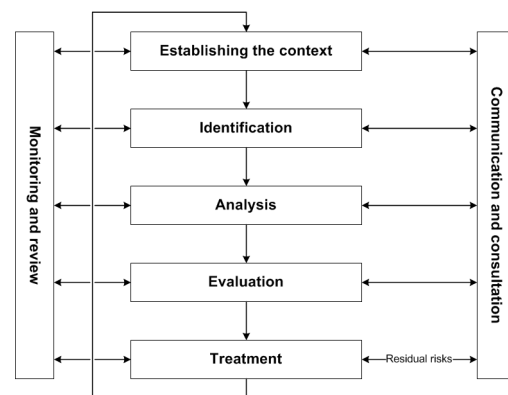 Establishing the context
Identification
Analysis
Evaluation
Treatment
Monitoring and review
Communication and consultation
Residual risks